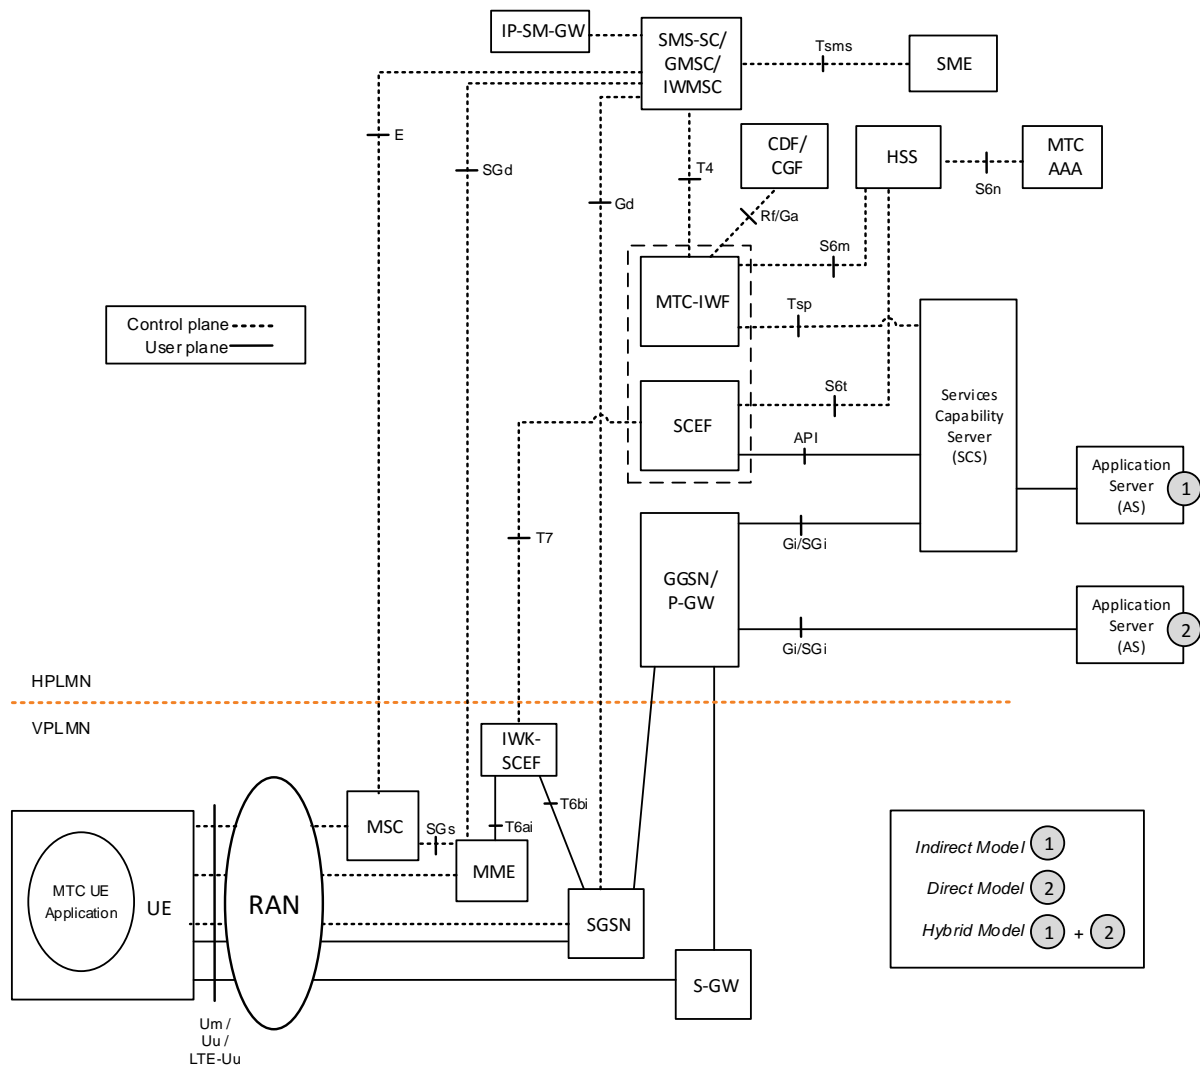 IP-SM-GW
SMS-SC/
GMSC/
IWMSC
Tsms
SME
E
SGd
Gd
T4
CDF/
CGF
HSS
S6n
MTC
AAA
Rf/Ga
S6m
MTC-IWF
Tsp
Control plane
User plane
S6t
SCEF
API
Services
Capability
Server
(SCS)
Application
Server
(AS)
1
T7
Gi/SGi
GGSN/
P-GW
Gi/SGi
Application
Server
(AS)
2
HPLMN
VPLMN
IWK-
SCEF
T6bi
T6ai
MSC
SGs
MME
MTC UE
Application
UE
RAN
SGSN
S-GW
Um /
Uu /
LTE-Uu
Indirect Model 1
Direct Model 2
Hybrid Model 1 + 2